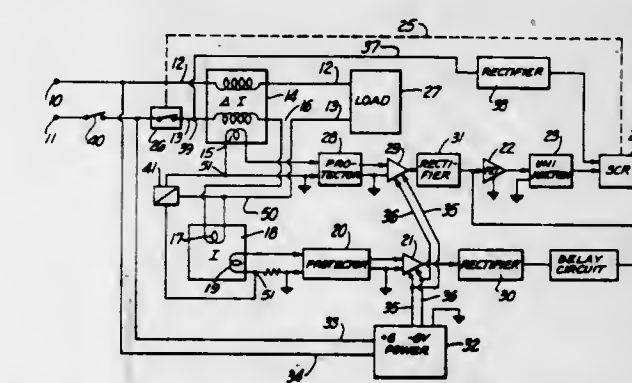 25
37
12
12
RECTIFIER
10
ΔI
14
16
13
LOAD
27
38
11
40
26
13
39
15
28
29
31
22
23
41
51
PRO-
TECTOR
RECTI-
FIER
UNI
JUNCTION
SCR
50
36
35
17
18
20
21
I
PROTECTOR
RECTIFIER
DELAY
CIRCUIT
19
51
30
35
36
33
+6 -6V
POWER
32
34